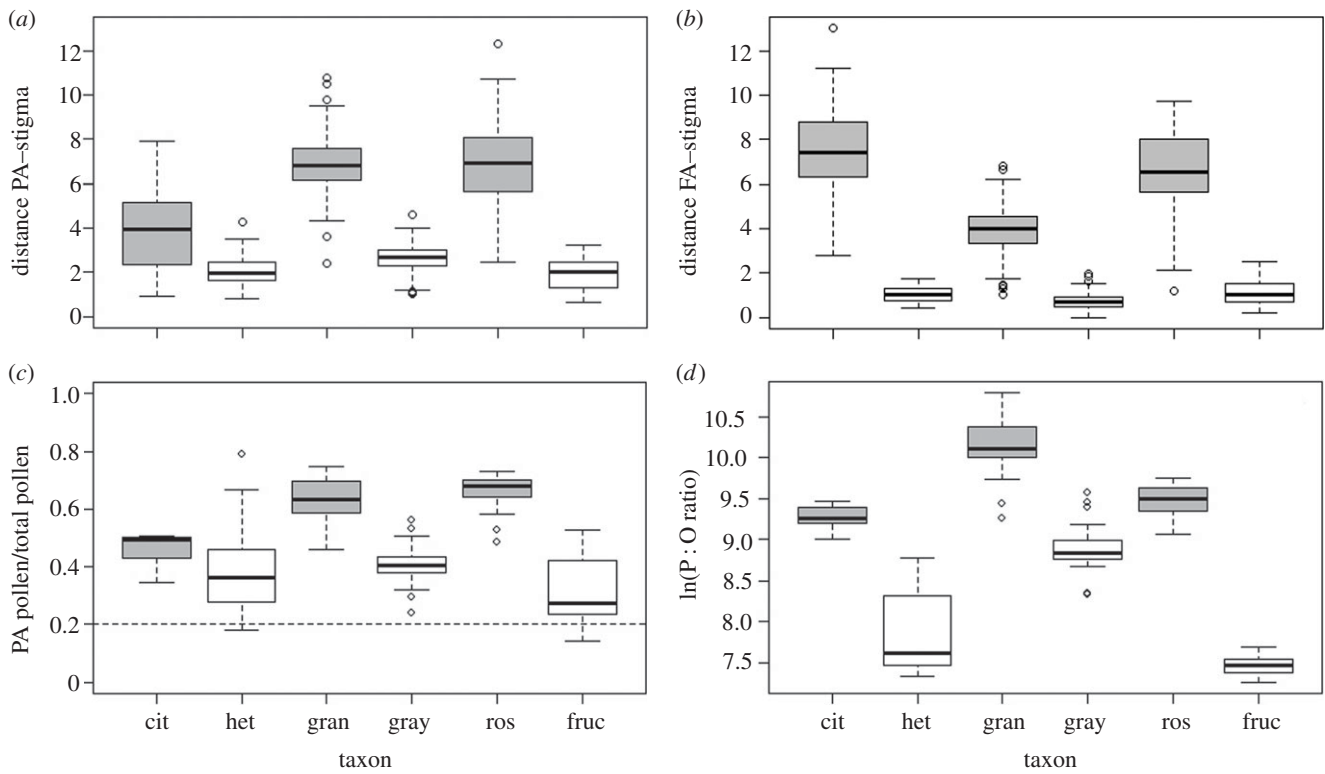 (a)
distance PA–stigma
12
10
8
6
4
2
0
(b)
distance FA–stigma
12
10
8
6
4
2
0
(c)
PA pollen/total pollen
1.0
0.8
0.6
0.4
0.2
0
cit het gran gray ros fruc
taxon
(d)
ln(P : O ratio)
10.5
10.0
9.5
9.0
8.5
8.0
7.5
cit het gran gray ros fruc
taxon